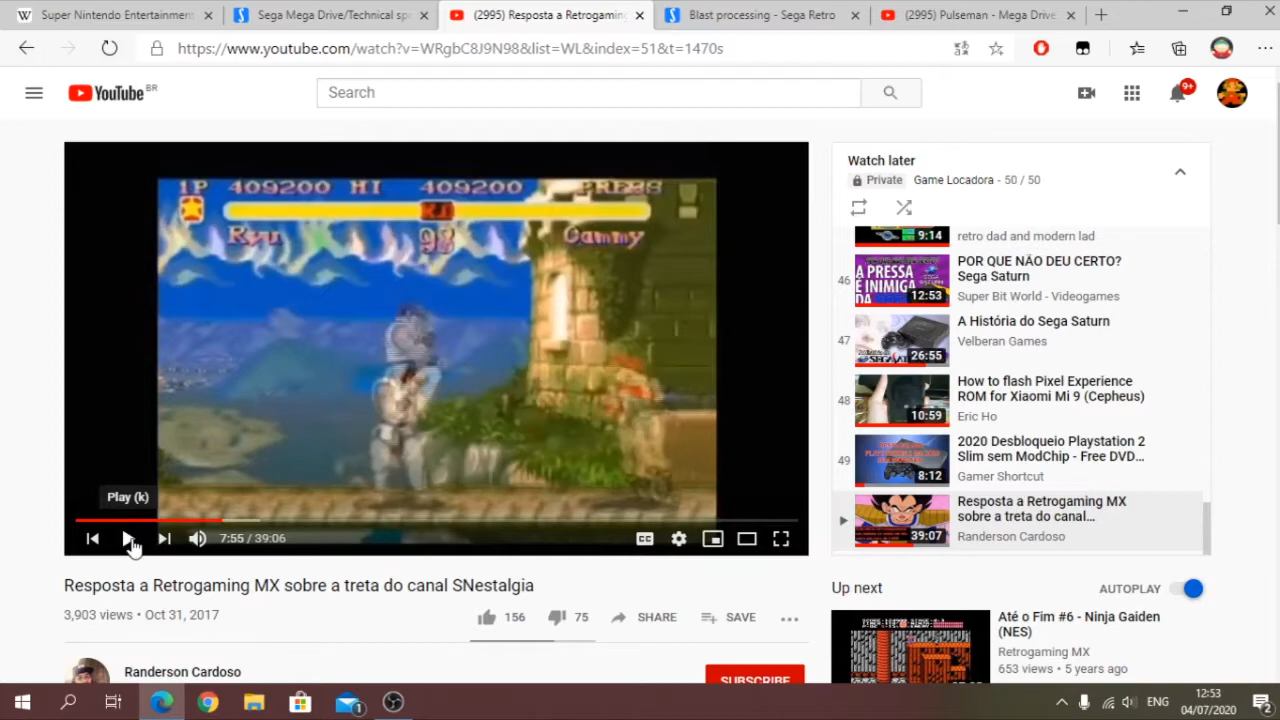 Super Nintendo Entertainment
Sega Mega Drive/Technical sp
(2995) Resposta a Retrogaming
Blast processing - Sega Retro
(2995) Pulseman - Mega Drive
https://www.youtube.com/watch?v=WRgbC8J9N98&list=WL&index=51&t=1470s
YouTube BR
Search
9+
1P 409200 HI 409200 PRESS
KO
Ryu 98 Cammy
Play (k)
7:55 / 39:06
CC
Resposta a Retrogaming MX sobre a treta do canal SNestalgia
3,903 views • Oct 31, 2017
156 75 SHARE SAVE
Randerson Cardoso
SUBSCRIBE
Watch later
Private Game Locadora - 50 / 50
9:14
retro dad and modern lad
46
A PRESSA É INIMIGA DA
12:53
POR QUE NÃO DEU CERTO? Sega Saturn
Super Bit World - Videogames
47
26:55
A História do Sega Saturn
Velberan Games
48
10:59
How to flash Pixel Experience ROM for Xiaomi Mi 9 (Cepheus)
Eric Ho
49
8:12
2020 Desbloqueio Playstation 2 Slim sem ModChip - Free DVD...
Gamer Shortcut
39:07
Resposta a Retrogaming MX sobre a treta do canal...
Randerson Cardoso
Up next
AUTOPLAY
Até o Fim #6 - Ninja Gaiden (NES)
Retrogaming MX
653 views • 5 years ago
1
ENG
12:53
04/07/2020
2